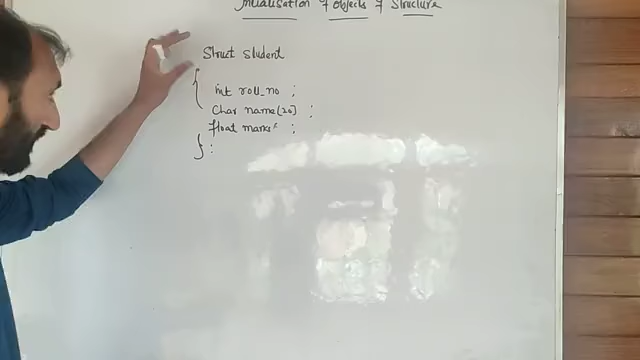 Initialisation of objects of Structure
Struct Student
{
int roll_no ;
Char name[20] ;
float marks ;
} ;